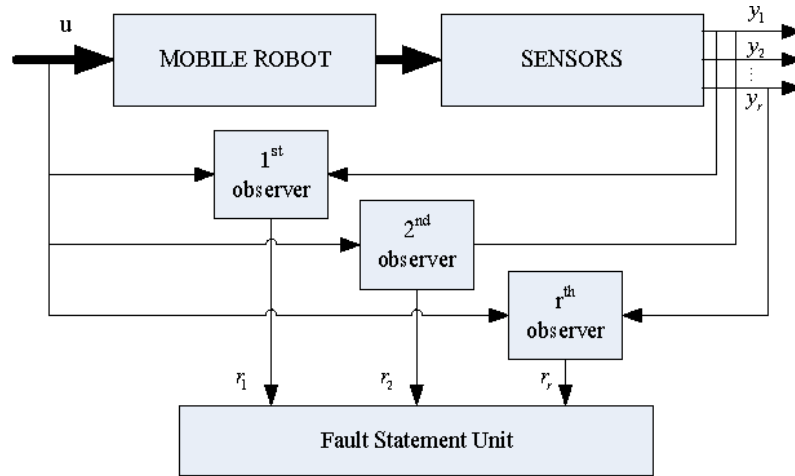 u
MOBILE ROBOT
SENSORS
y₁
y₂
⋮
yᵣ
1ˢᵗ
observer
2ⁿᵈ
observer
rᵗʰ
observer
r₁
r₂
rᵣ
Fault Statement Unit